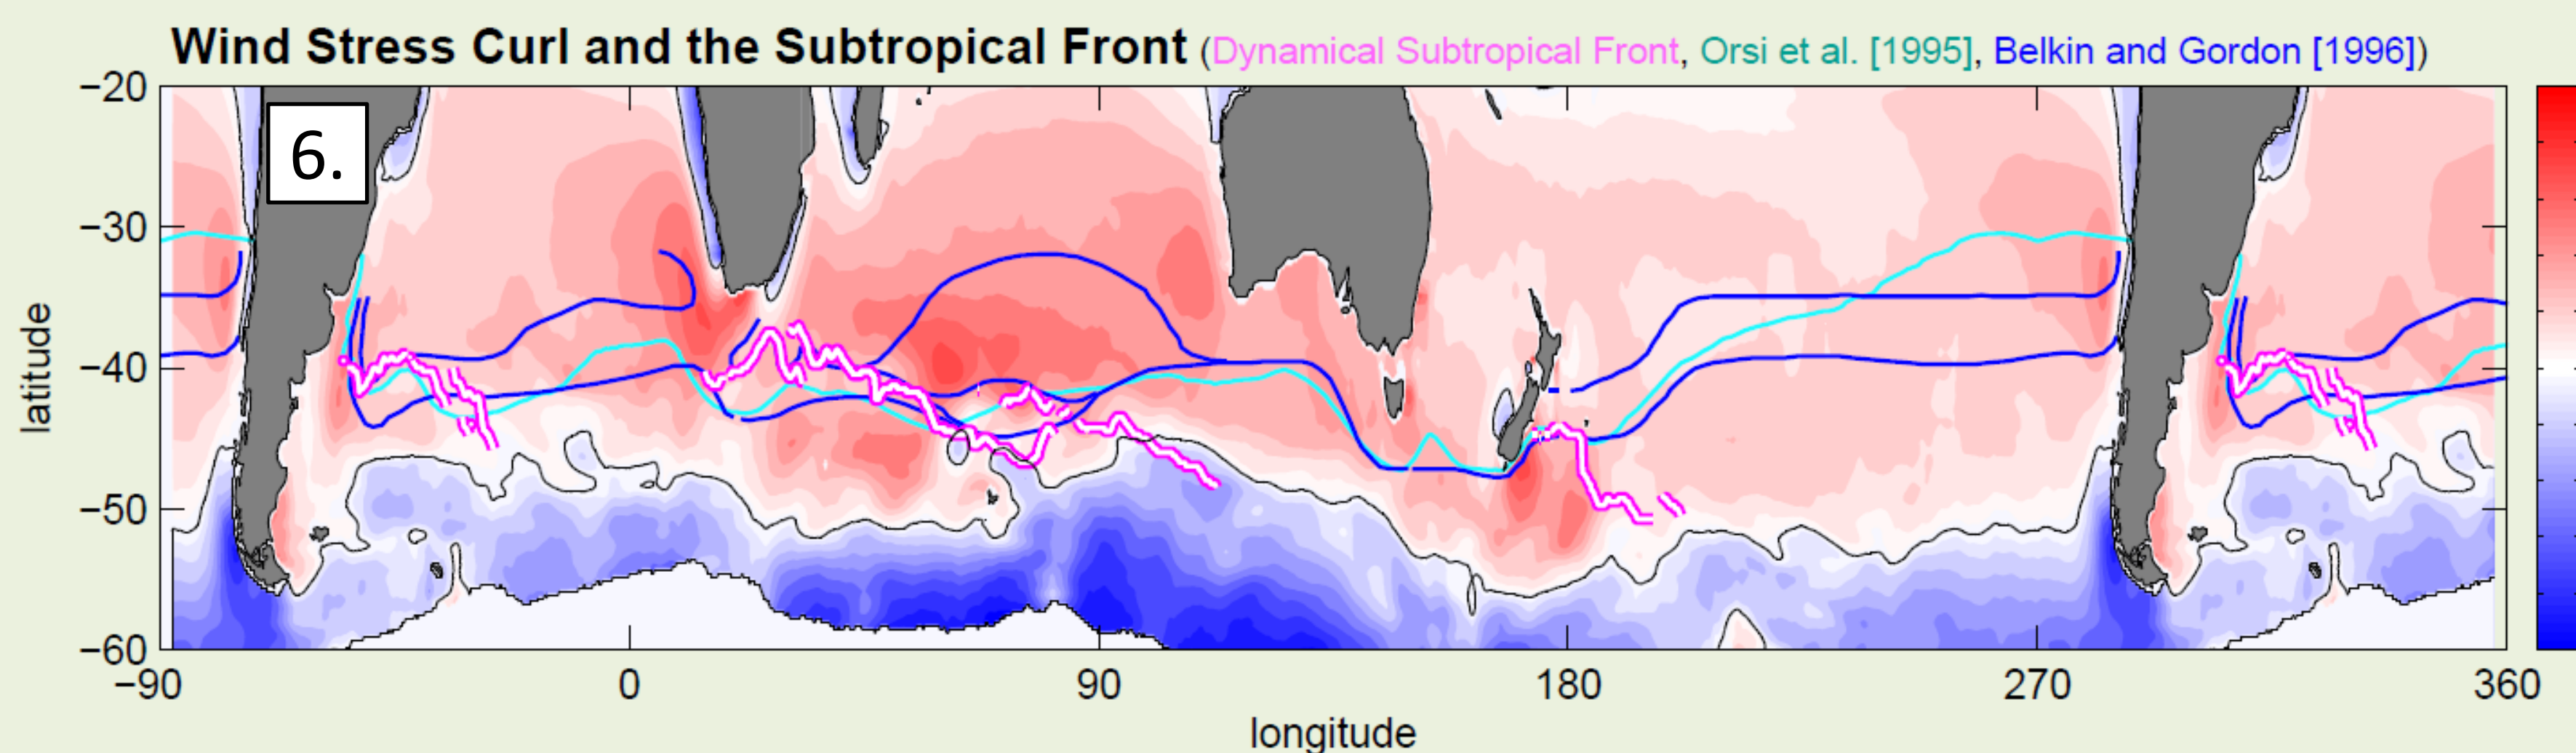 Wind Stress Curl and the Subtropical Front (Dynamical Subtropical Front, Orsi et al. [1995], Belkin and Gordon [1996])
6.
−20
−30
−40
−50
−60
latitude
−90 0 90 180 270 360
longitude